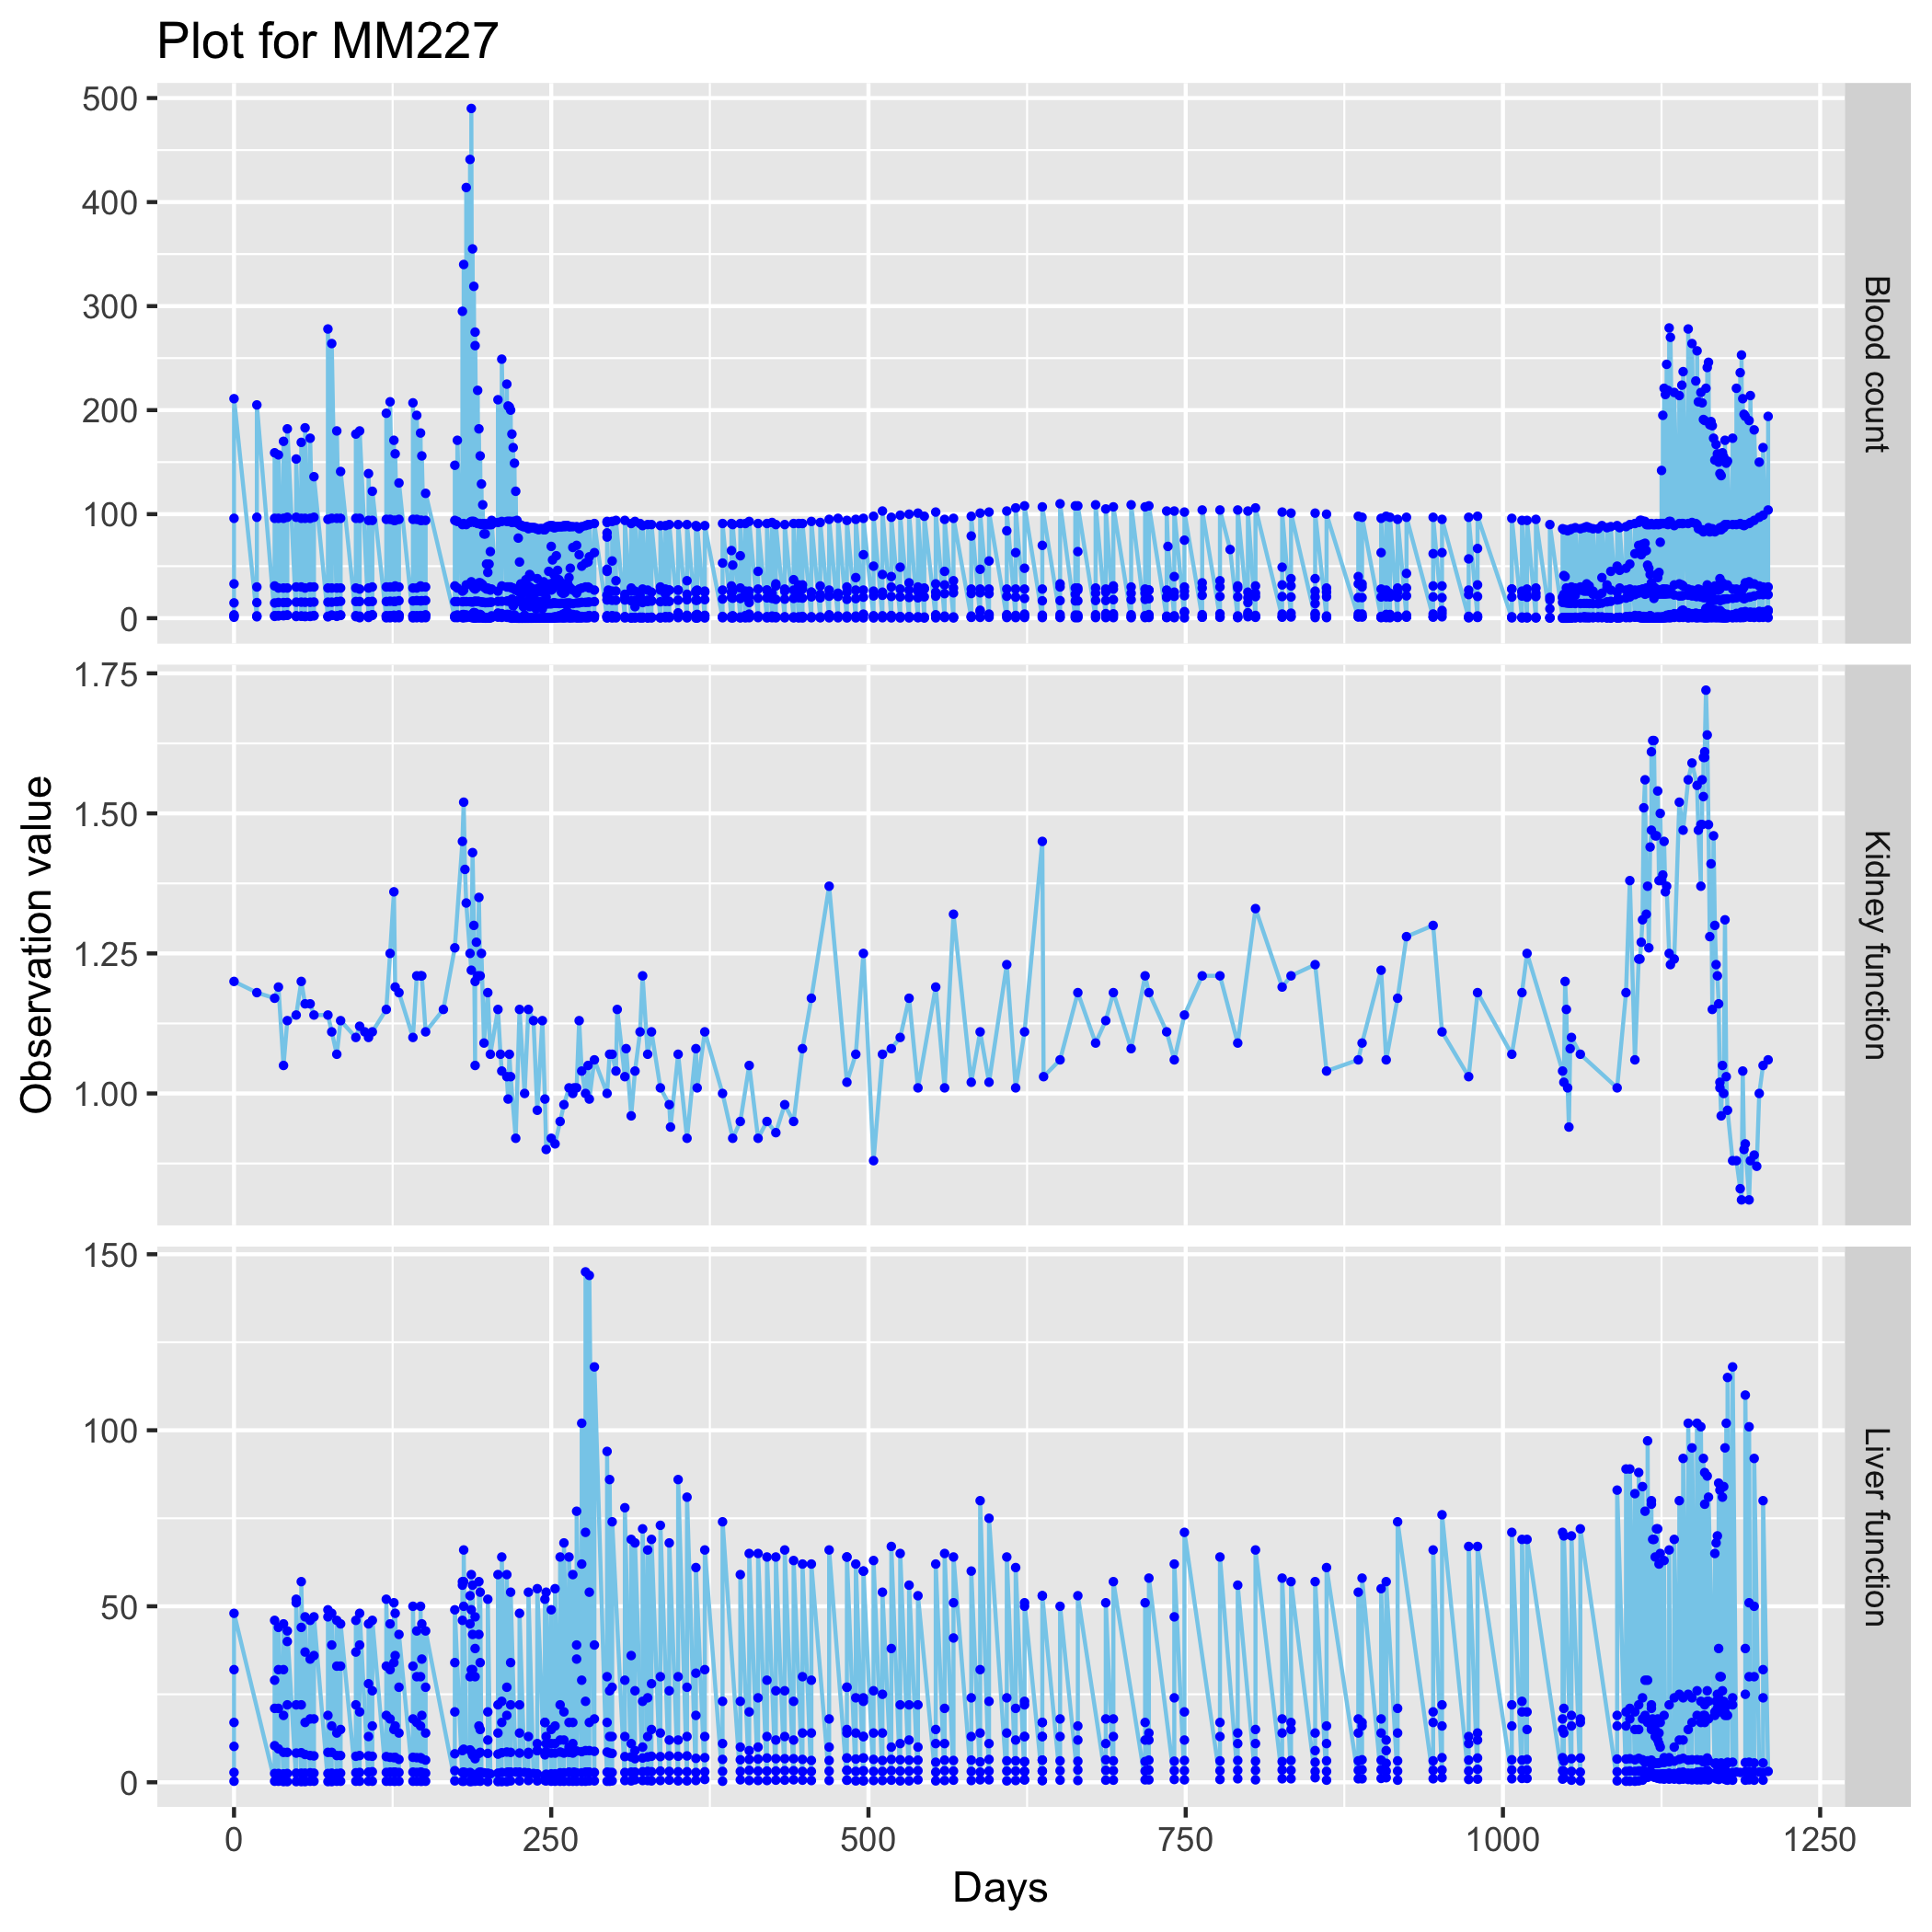 Plot for MM227
500
400
300
200
100
0
Blood count
1.75
1.50
1.25
1.00
Kidney function
150
100
50
0
Liver function
Observation value
0 250 500 750 1000 1250
Days